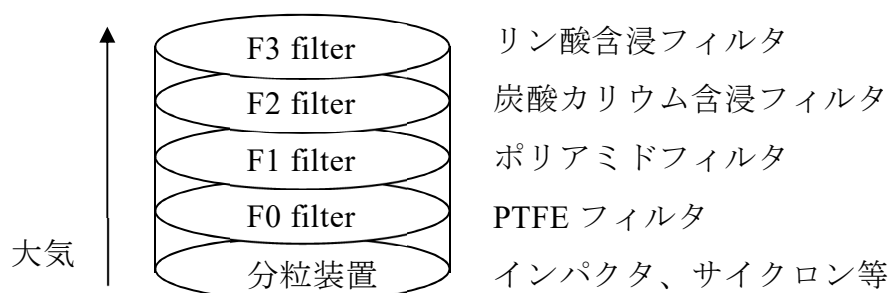 F3 filter リン酸含浸フィルタ
F2 filter 炭酸カリウム含浸フィルタ
F1 filter ポリアミドフィルタ
F0 filter PTFE フィルタ
大気
分粒装置 インパクタ、サイクロン等